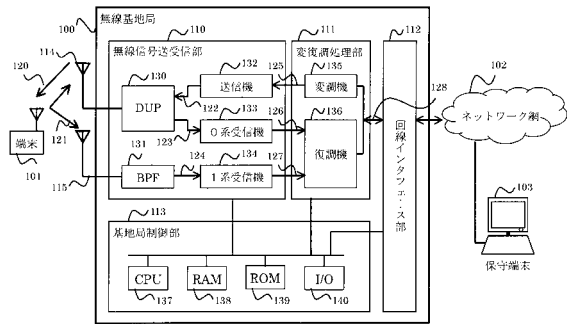 100
無線基地局
110
111
112
無線信号送受信部
変復調処理部
114
120
132
125
135
102
130
送信機
変調機
128
DUP
122
133
126
136
ネットワーク網
0系受信機
123
端末
121
131
124
134
127
復調機
回線インタフェース部
101
BPF
1系受信機
103
115
113
基地局制御部
保守端末
CPU
RAM
ROM
I/O
137
138
139
140